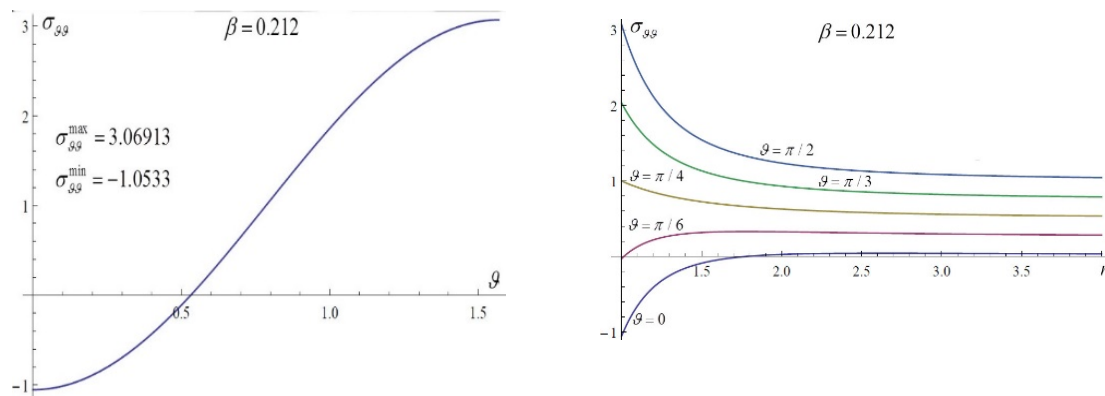 3
σ_ϑϑ
β = 0.212
2
σ_ϑϑ^max = 3.06913
σ_ϑϑ^min = −1.0533
1
ϑ
0.5
1.0
1.5
−1
3
σ_ϑϑ
β = 0.212
2
ϑ = π / 2
ϑ = π / 4
ϑ = π / 3
1
ϑ = π / 6
1.5
2.0
2.5
3.0
3.5
ϑ = 0
−1